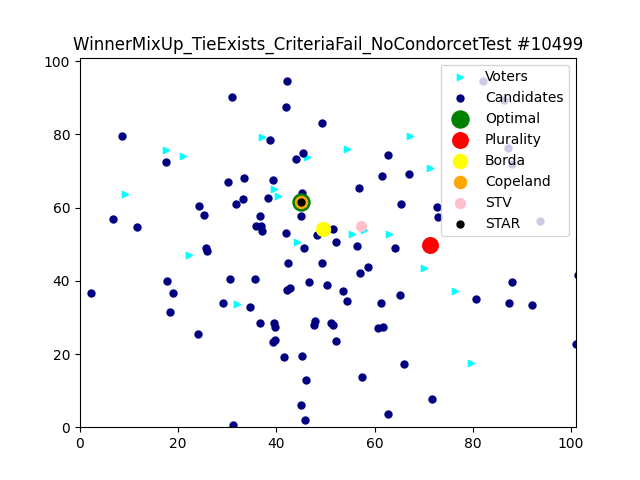 WinnerMixUp_TieExists_CriteriaFail_NoCondorcetTest #10499
100
80
60
40
20
0
0
20
40
60
80
100
Voters
Candidates
Optimal
Plurality
Borda
Copeland
STV
STAR